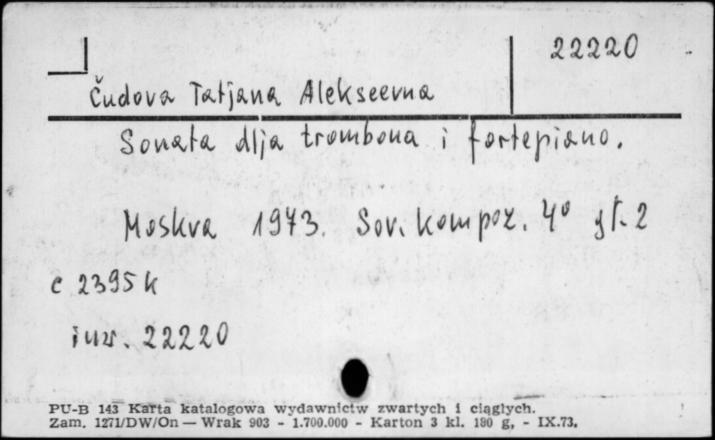 22220
Čudova Tatjana Alekseevna
Sonata dlja trombona i fortepiano.
Moskva 1973. Sov. kompoz. 4° gł. 2
c 2395 k
inw. 22220
PU-B 143 Karta katalogowa wydawnictw zwartych i ciągłych.
Zam. 1271/DW/On — Wrak 903 - 1.700.000 - Karton 3 kl. 180 g, - IX.73.